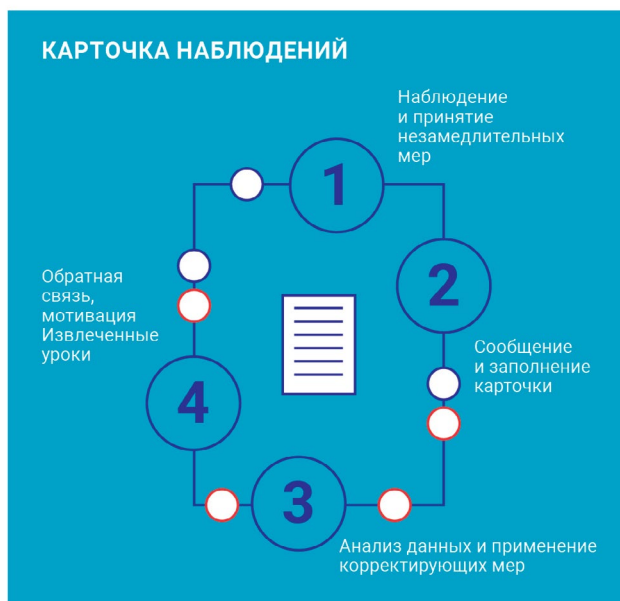 КАРТОЧКА НАБЛЮДЕНИЙ
Наблюдение
и принятие
незамедлительных
мер
1
2
Сообщение
и заполнение
карточки
3
Анализ данных и применение
корректирующих мер
4
Обратная
связь,
мотивация
Извлеченные
уроки